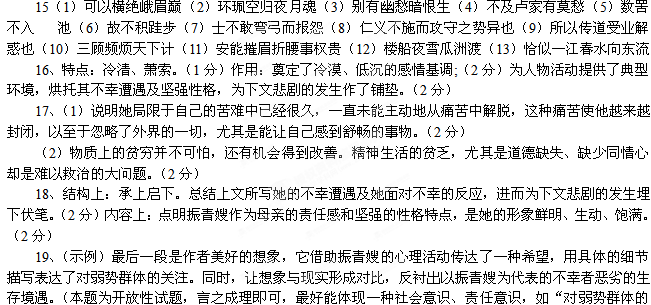 15（1）可以横绝峨眉巅（2）环珮空归夜月魂（3）别有幽愁暗恨生（4）不及卢家有莫愁（5）数罟
不入　　池（6）故不积跬步（7）士不敢弯弓而报怨（8）仁义不施而攻守之势异也（9）所以传道受业解
惑也（10）三顾频烦天下计（11）安能摧眉折腰事权贵（12）楼船夜雪瓜洲渡（13）恰似一江春水向东流
16、特点：冷清、萧索。（1分）作用：奠定了冷漠、低沉的感情基调;（2分）为人物活动提供了典型
环境，烘托其不幸遭遇及坚强性格，为下文悲剧的发生作了铺垫。（2分）
17、（1）说明她局限于自己的苦难中已经很久，一直未能主动地从痛苦中解脱，这种痛苦使他越来越
封闭，以至于忽略了外界的一切，尤其是能让自己感到舒畅的事物。（2分）
（2）物质上的贫穷并不可怕，还有机会得到改善。精神生活的贫乏，尤其是道德缺失、缺少同情心
却是难以救治的大问题。（2分）
18、结构上：承上启下。总结上文所写她的不幸遭遇及她面对不幸的反应，进而为下文悲剧的发生埋
下伏笔。（2分）内容上：点明振青嫂作为母亲的责任感和坚强的性格特点，是她的形象鲜明、生动、饱满。
（2分）
19、（示例）最后一段是作者美好的想象，它借助振青嫂的心理活动传达了一种希望，用具体的细节
描写表达了对弱势群体的关注。同时，让想象与现实形成对比，反衬出以振青嫂为代表的不幸者恶劣的生
存境遇。（本题为开放性试题，言之成理即可，最好能体现一种社会意识、责任意识，如“对弱势群体的